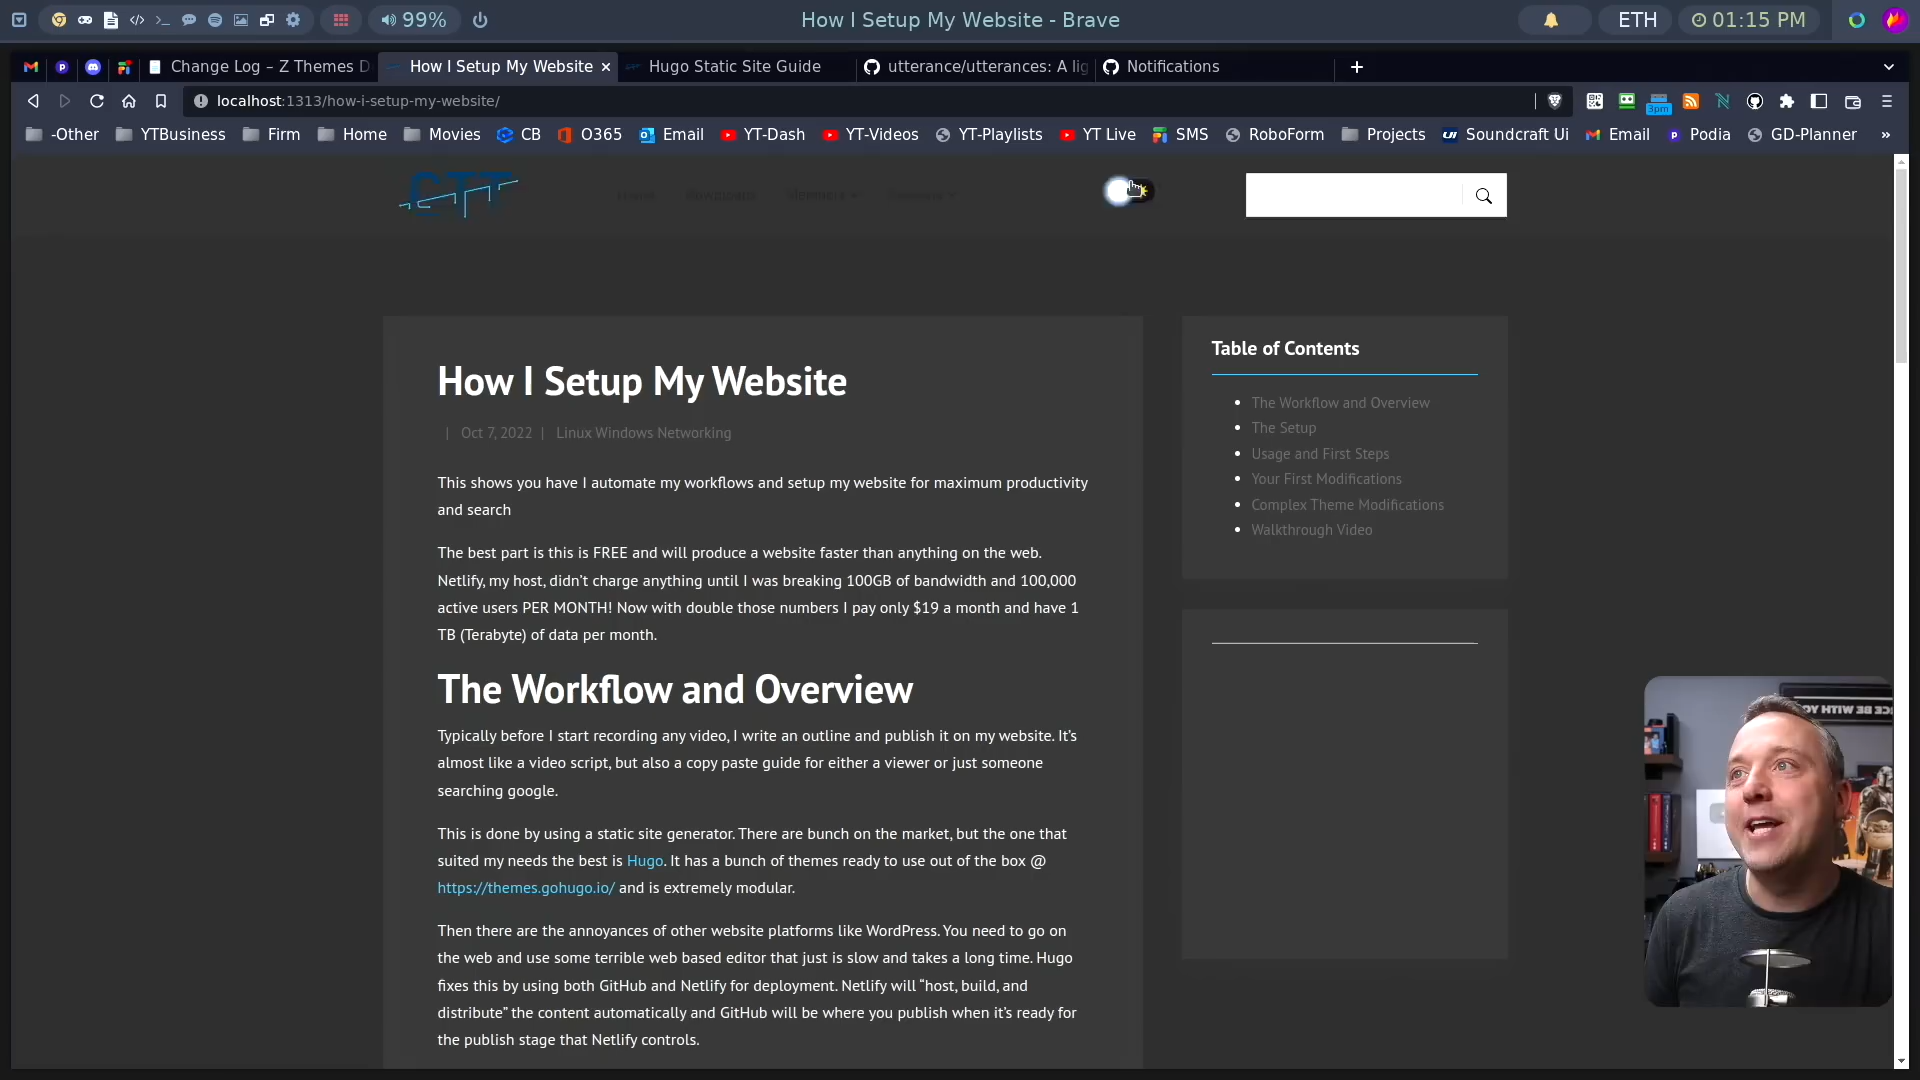 99%
How I Setup My Website - Brave
ETH
01:15 PM
Change Log – Z Themes D
How I Setup My Website
Hugo Static Site Guide
utterance/utterances: A lig
Notifications
localhost:1313/how-i-setup-my-website/
3pm
-Other
YTBusiness
Firm
Home
Movies
CB
O365
Email
YT-Dash
YT-Videos
YT-Playlists
YT Live
SMS
RoboForm
Projects
Soundcraft Ui
Email
Podia
GD-Planner
CTT
How I Setup My Website
| Oct 7, 2022 | Linux Windows Networking
This shows you have I automate my workflows and setup my website for maximum productivity
and search
The best part is this is FREE and will produce a website faster than anything on the web.
Netlify, my host, didn't charge anything until I was breaking 100GB of bandwidth and 100,000
active users PER MONTH! Now with double those numbers I pay only $19 a month and have 1
TB (Terabyte) of data per month.
The Workflow and Overview
Typically before I start recording any video, I write an outline and publish it on my website. It's
almost like a video script, but also a copy paste guide for either a viewer or just someone
searching google.
This is done by using a static site generator. There are bunch on the market, but the one that
suited my needs the best is Hugo. It has a bunch of themes ready to use out of the box @
https://themes.gohugo.io/ and is extremely modular.
Then there are the annoyances of other website platforms like WordPress. You need to go on
the web and use some terrible web based editor that just is slow and takes a long time. Hugo
fixes this by using both GitHub and Netlify for deployment. Netlify will “host, build, and
distribute” the content automatically and GitHub will be where you publish when it's ready for
the publish stage that Netlify controls.
Table of Contents
The Workflow and Overview
The Setup
Usage and First Steps
Your First Modifications
Complex Theme Modifications
Walkthrough Video